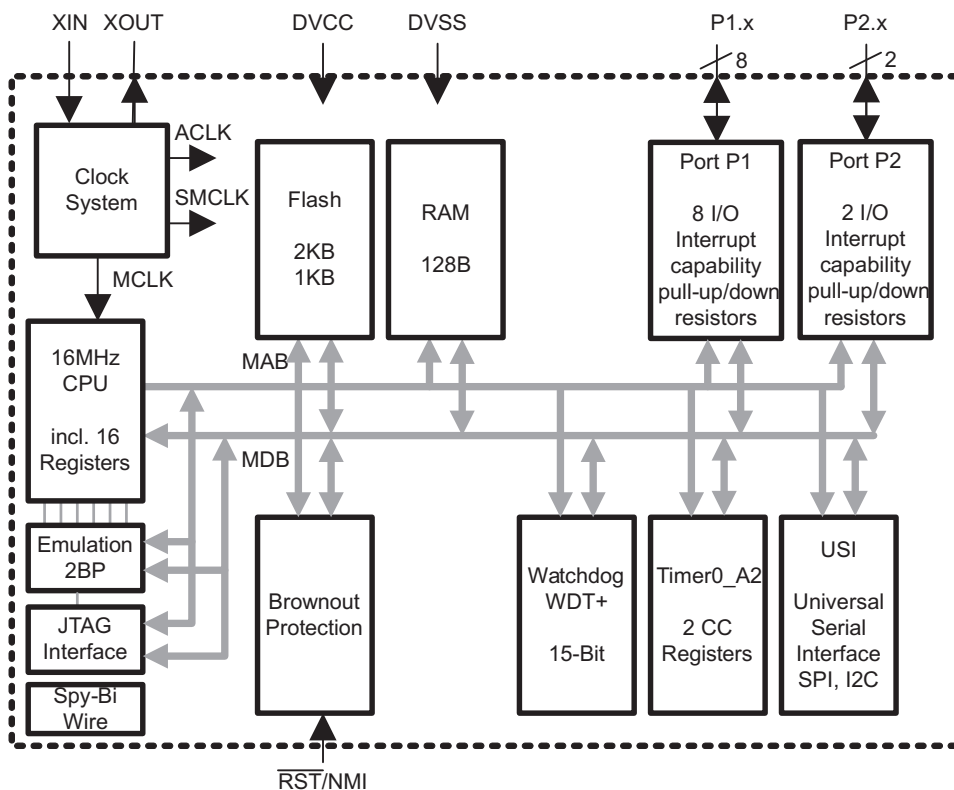 XIN XOUT DVCC DVSS P1.x P2.x
8 2
ACLK
SMCLK
MCLK
Clock
System
Flash
2KB
1KB
RAM
128B
Port P1
8 I/O
Interrupt
capability
pull-up/down
resistors
Port P2
2 I/O
Interrupt
capability
pull-up/down
resistors
16MHz
CPU
incl. 16
Registers
MAB
MDB
Emulation
2BP
JTAG
Interface
Spy-Bi
Wire
Brownout
Protection
Watchdog
WDT+
15-Bit
Timer0_A2
2 CC
Registers
USI
Universal
Serial
Interface
SPI, I2C
RST/NMI